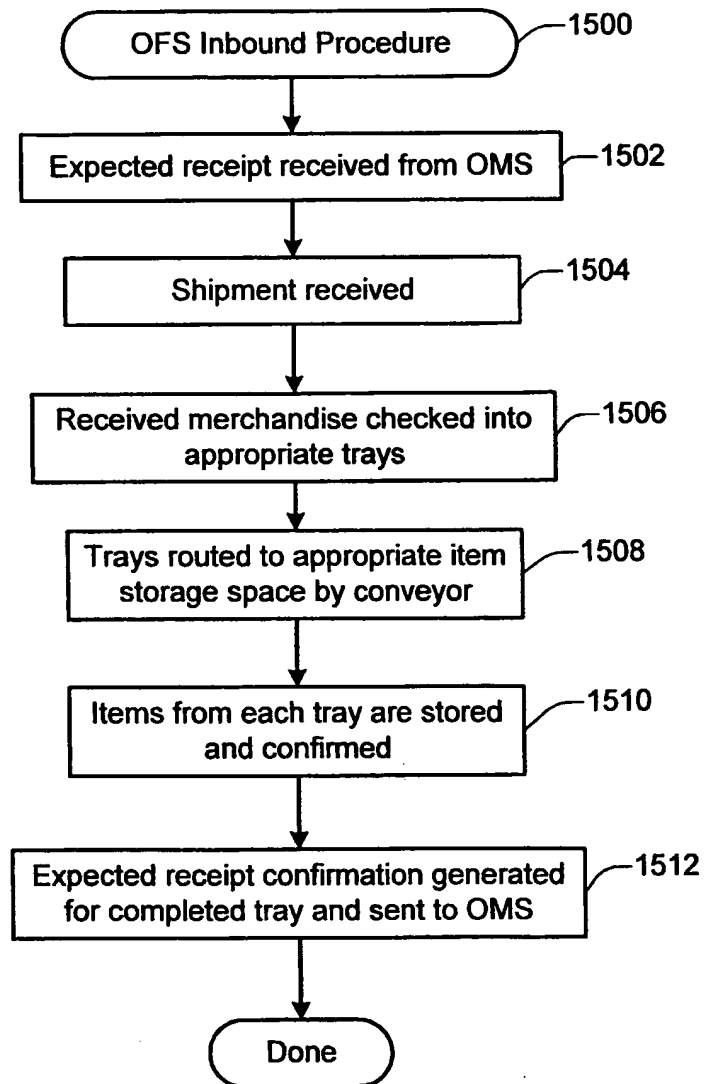 OFS Inbound Procedure
1500
Expected receipt received from OMS
1502
Shipment received
1504
Received merchandise checked into
appropriate trays
1506
Trays routed to appropriate item
storage space by conveyor
1508
Items from each tray are stored
and confirmed
1510
Expected receipt confirmation generated
for completed tray and sent to OMS
1512
Done